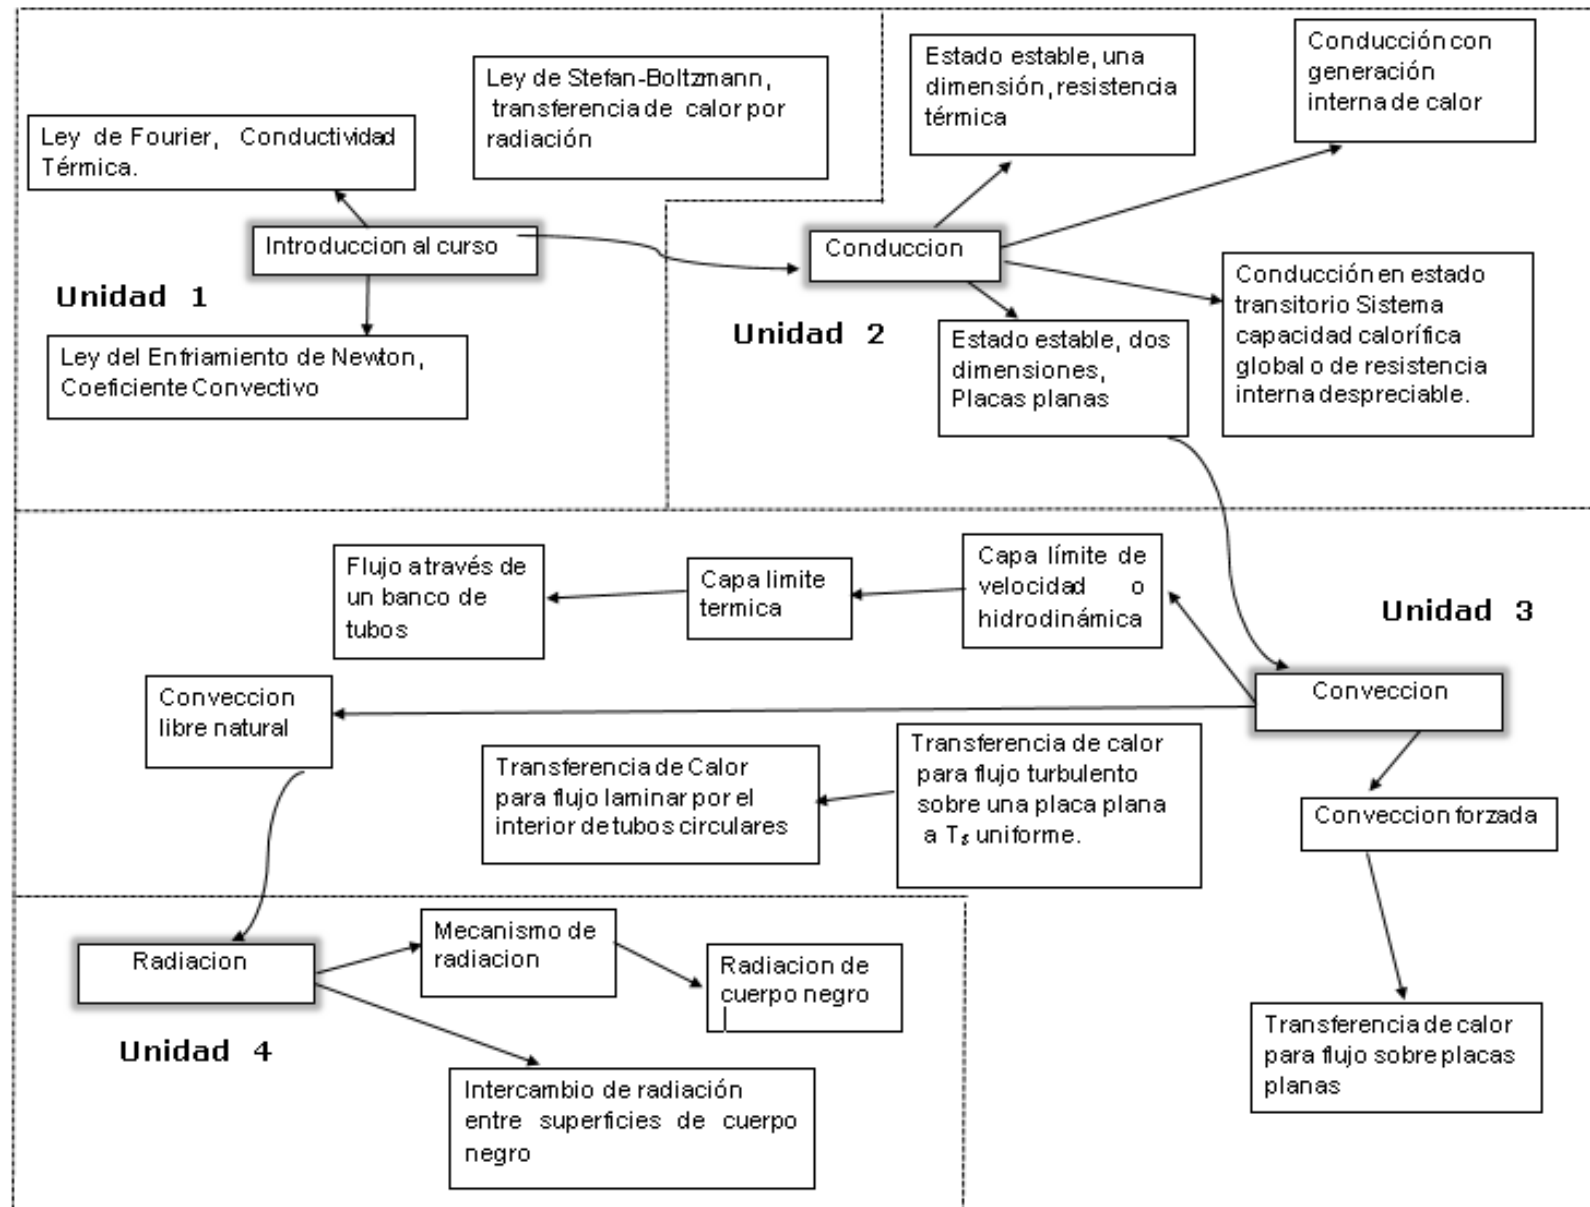 Ley de Stefan-Boltzmann,
transferencia de calor por
radiación
Ley de Fourier, Conductividad
Térmica.
Introduccion al curso
Unidad 1
Ley del Enfriamiento de Newton,
Coeficiente Convectivo
Estado estable, una
dimensión, resistencia
térmica
Conducción con
generación
interna de calor
Conduccion
Unidad 2
Estado estable, dos
dimensiones,
Placas planas
Conducción en estado
transitorio Sistema
capacidad calorífica
global o de resistencia
interna despreciable.
Flujo a través de
un banco de
tubos
Capa limite
termica
Capa límite de
velocidad o
hidrodinámica
Unidad 3
Conveccion
libre natural
Conveccion
Transferencia de Calor
para flujo laminar por el
interior de tubos circulares
Transferencia de calor
para flujo turbulento
sobre una placa plana
a Ts uniforme.
Conveccion forzada
Transferencia de calor
para flujo sobre placas
planas
Radiacion
Unidad 4
Mecanismo de
radiacion
Radiacion de
cuerpo negro
Intercambio de radiación
entre superficies de cuerpo
negro